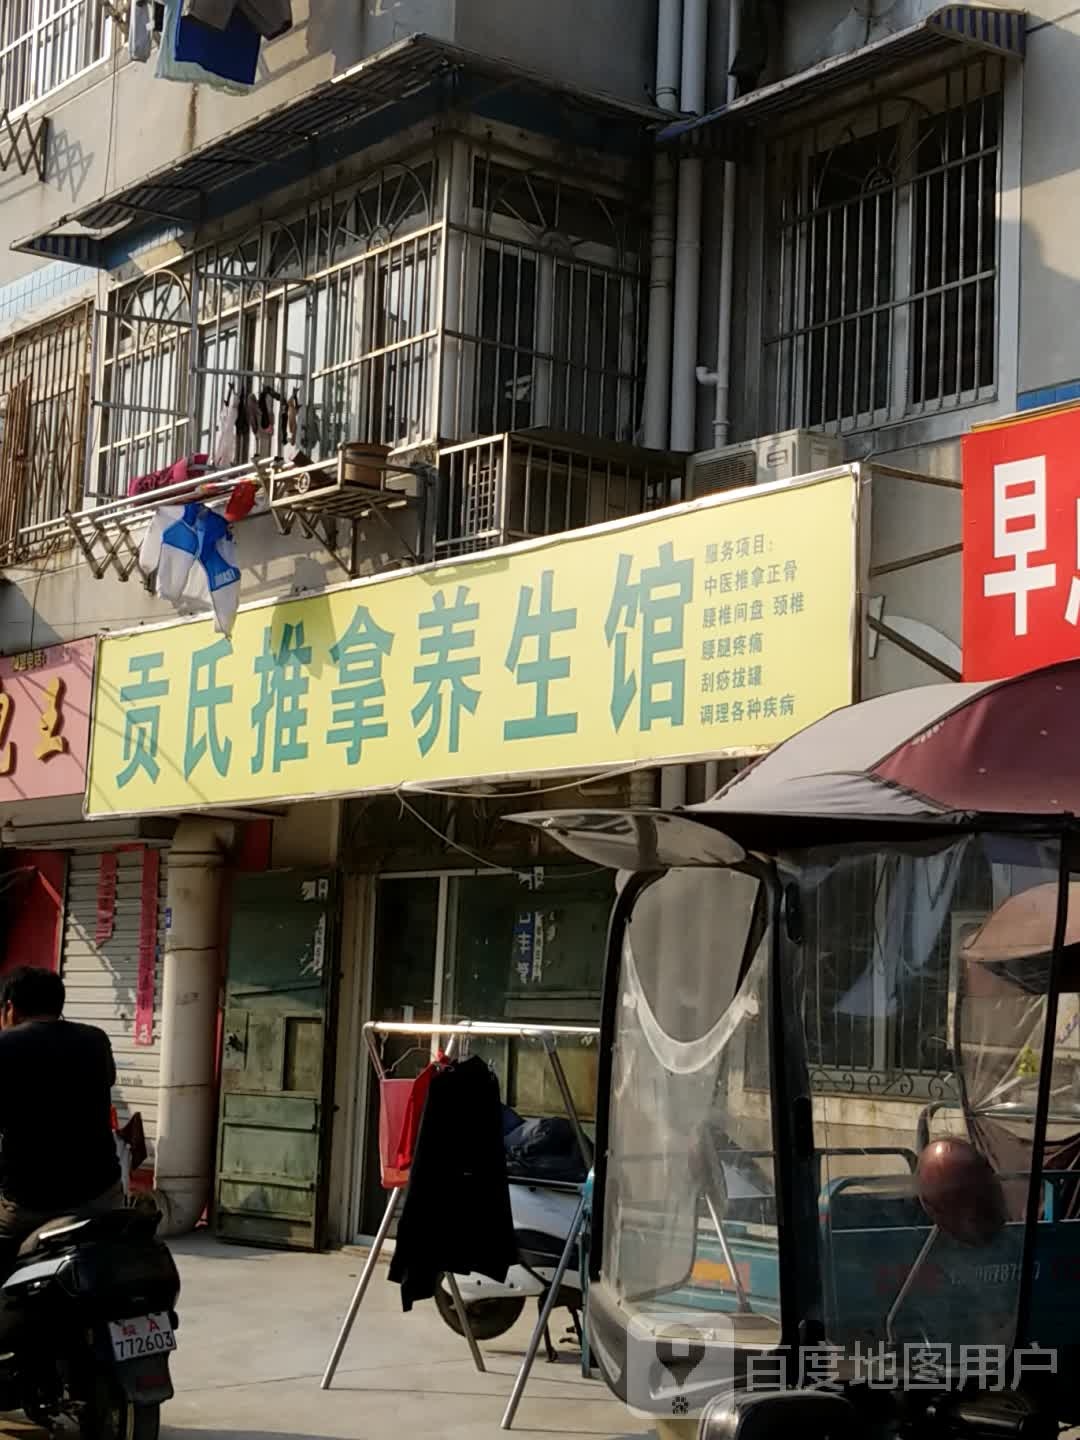 贡氏推拿养生馆
服务项目:
中医推拿正骨
腰椎间盘 颈椎
腰腿疼痛
刮痧拔罐
调理各种疾病
早
王
皖A
772603
百度地图用户